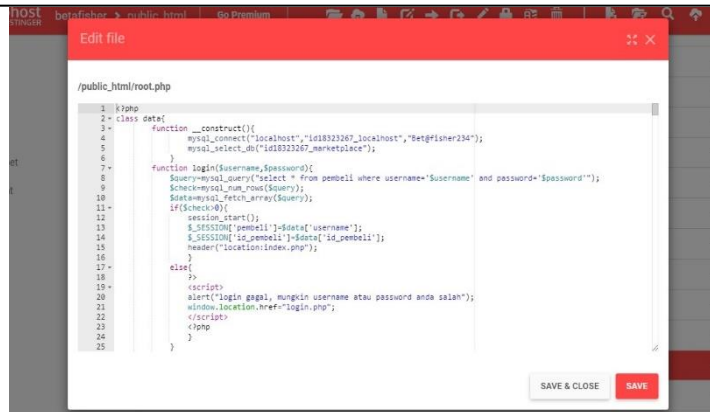 host
STINGER
betafisher > public_html
Go Premium
Edit file
/public_html/root.php
1 <?php
2 class data{
3 function __construct(){
4 mysql_connect("localhost","id18323267_localhost","Bet@fisher234");
5 mysql_select_db("id18323267_marketplace");
6 }
7 function login($username,$password){
8 $query=mysql_query("select * from pembeli where username='$username' and password='$password'");
9 $check=mysql_num_rows($query);
10 $data=mysql_fetch_array($query);
11 if($check>0){
12 session_start();
13 $_SESSION['pembeli']=$data['username'];
14 $_SESSION['id_pembeli']=$data['id_pembeli'];
15 header("location:index.php");
16 }
17 else{
18 ?>
19 <script>
20 alert("login gagal, mungkin username atau password anda salah");
21 window.location.href="login.php";
22 </script>
23 <?php
24 }
25 }
SAVE & CLOSE
SAVE